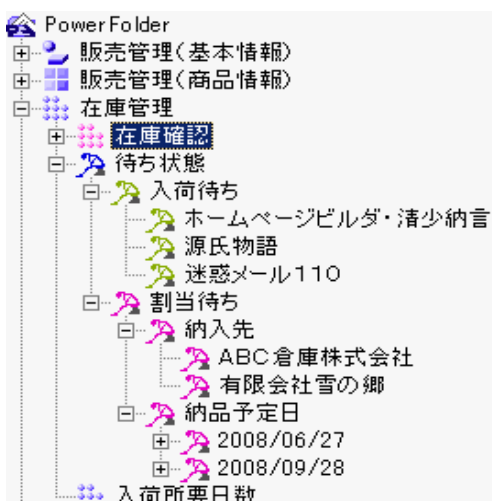 PowerFolder
販売管理(基本情報)
販売管理(商品情報)
在庫管理
在庫確認
待ち状態
入荷待ち
ホームページビルダ・清少納言
源氏物語
迷惑メール110
割当待ち
納入先
ABC倉庫株式会社
有限会社雪の郷
納品予定日
2008/06/27
2008/09/28
入荷所要日数